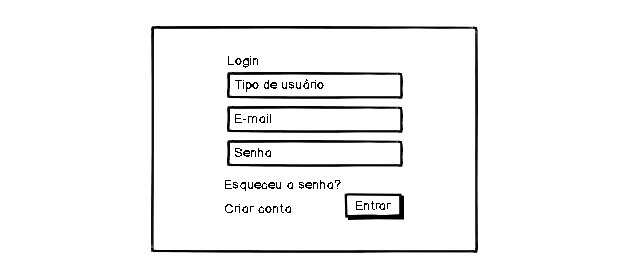 Login
Tipo de usuário
E-mail
Senha
Esqueceu a senha?
Criar conta
Entrar